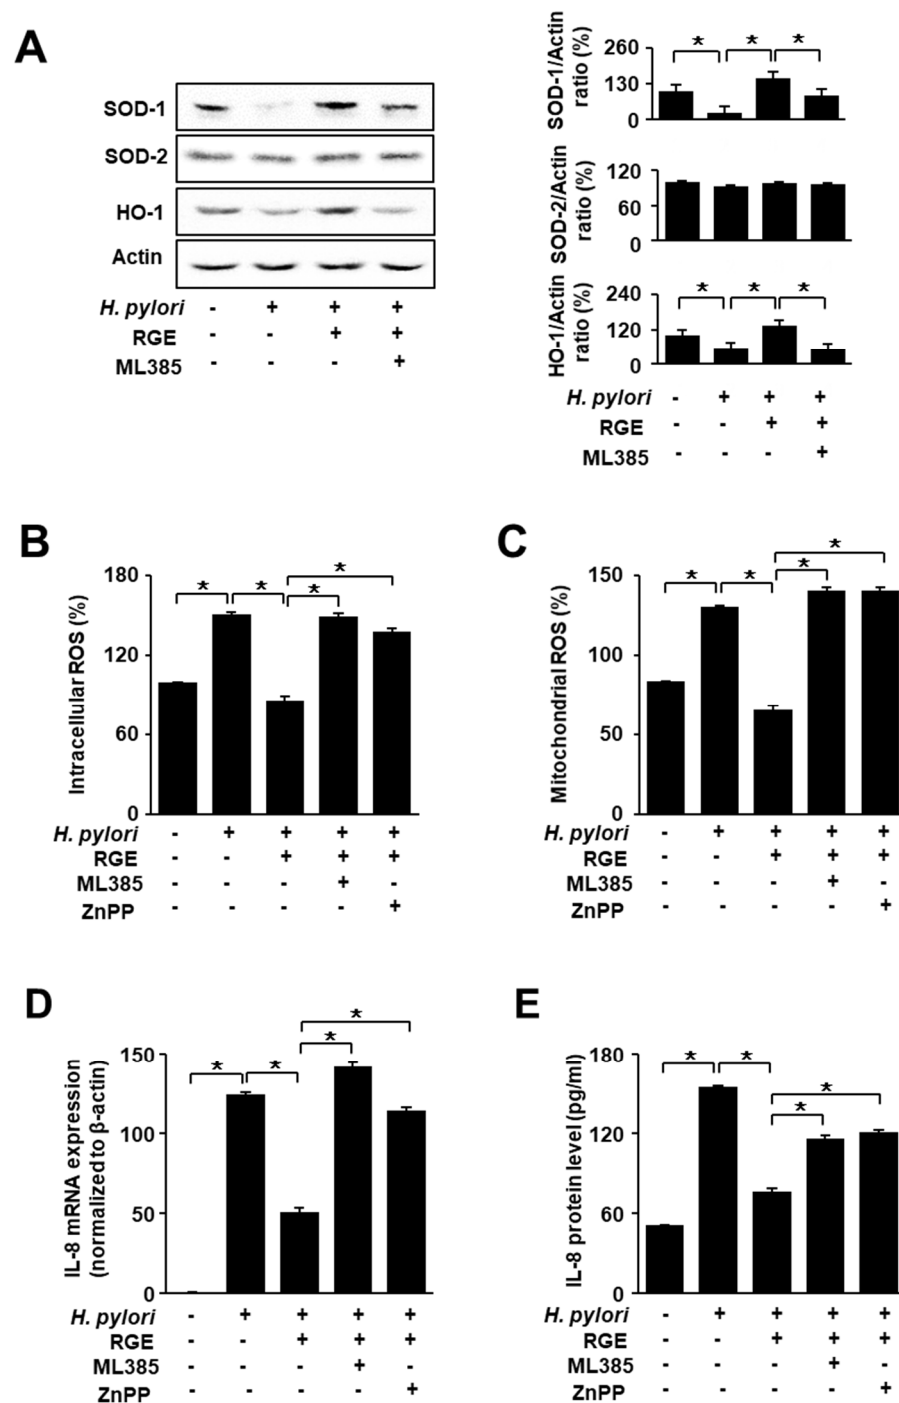 A
SOD-1
SOD-2
HO-1
Actin
H. pylori - + + +
RGE - - + +
ML385 - - - +
SOD-1/Actin
ratio (%)
260
130
0
* * *
SOD-2/Actin
ratio (%)
120
60
0
HO-1/Actin
ratio (%)
240
120
0
* * *
H. pylori - + + +
RGE - - + +
ML385 - - - +
B
Intracellular ROS (%)
180
120
60
0
* * * *
H. pylori - + + + +
RGE - - + + +
ML385 - - - + -
ZnPP - - - - +
C
Mitochondrial ROS (%)
150
100
50
0
* * * *
H. pylori - + + + +
RGE - - + + +
ML385 - - - + -
ZnPP - - - - +
D
IL-8 mRNA expression
(normalized to β-actin)
150
100
50
0
* * * *
H. pylori - + + + +
RGE - - + + +
ML385 - - - + -
ZnPP - - - - +
E
IL-8 protein level (pg/ml)
180
120
60
0
* * * *
H. pylori - + + + +
RGE - - + + +
ML385 - - - + -
ZnPP - - - - +